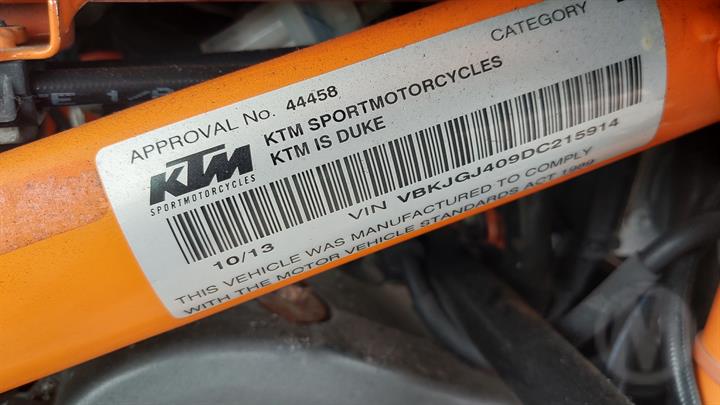 APPROVAL No. 44458
CATEGORY
KTM
SPORTMOTORCYCLES
KTM SPORTMOTORCYCLES
KTM IS DUKE
VIN VBKJGJ409DC215914
10/13
THIS VEHICLE WAS MANUFACTURED TO COMPLY
WITH THE MOTOR VEHICLE STANDARDS ACT 1989